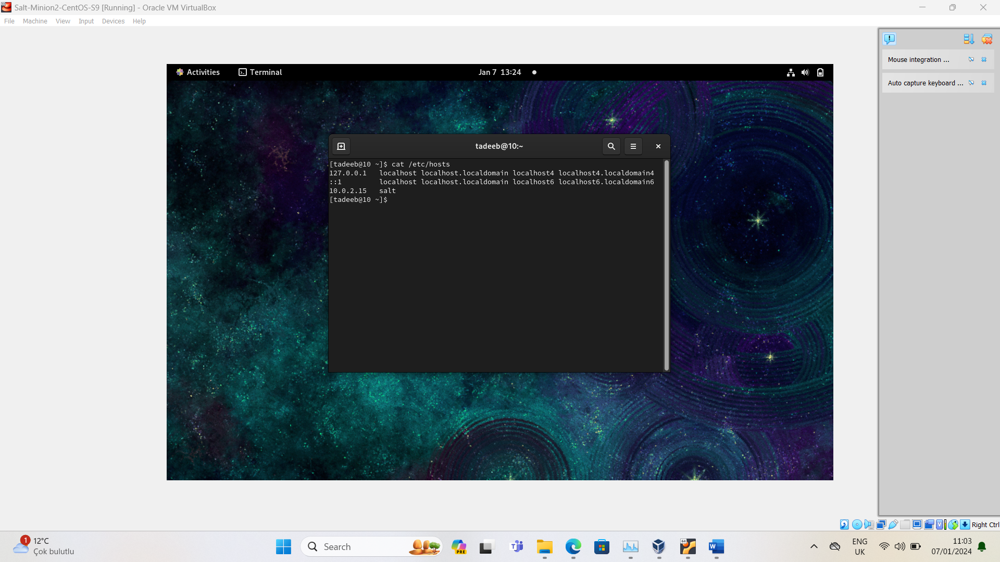 Salt-Minion2-CentOS-S9 [Running] - Oracle VM VirtualBox
File Machine View Input Devices Help
Mouse integration ...
Auto capture keyboard ...
Activities Terminal Jan 7 13:24
tadeeb@10:~
[tadeeb@10 ~]$ cat /etc/hosts
127.0.0.1   localhost localhost.localdomain localhost4 localhost4.localdomain4
::1         localhost localhost.localdomain localhost6 localhost6.localdomain6
10.0.2.15   salt
[tadeeb@10 ~]$
Right Ctrl
1
12°C
Çok bulutlu
Search
PRE
64
ENG
UK
11:03
07/01/2024